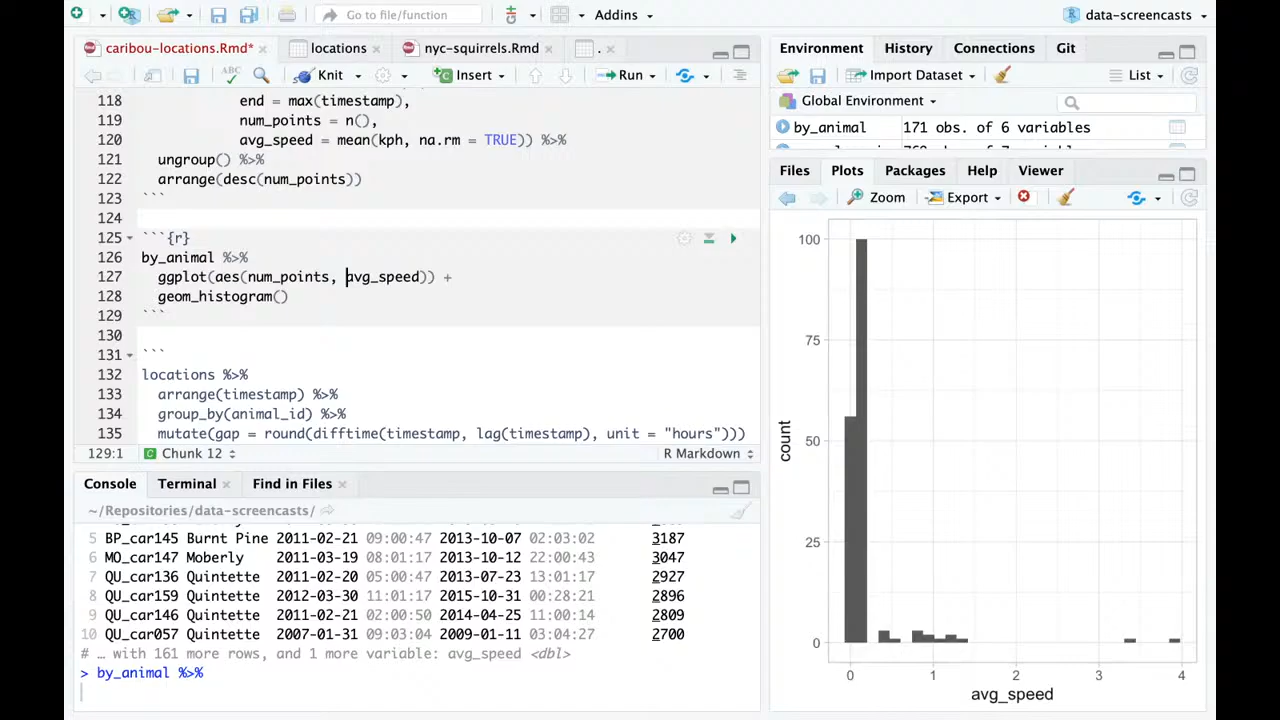 Go to file/function
Addins
data-screencasts
caribou-locations.Rmd*
locations
nyc-squirrels.Rmd
.
ABC
Knit
Insert
Run
118 end = max(timestamp),
119 num_points = n(),
120 avg_speed = mean(kph, na.rm = TRUE)) %>%
121 ungroup() %>%
122 arrange(desc(num_points))
123 ```
124
125 ```{r}
126 by_animal %>%
127 ggplot(aes(num_points, avg_speed)) +
128 geom_histogram()
129 ```
130
131 ```
132 locations %>%
133 arrange(timestamp) %>%
134 group_by(animal_id) %>%
135 mutate(gap = round(difftime(timestamp, lag(timestamp), unit = "hours")))
129:1 Chunk 12 R Markdown
Console Terminal Find in Files
~/Repositories/data-screencasts/
5 BP_car145 Burnt Pine 2011-02-21 09:00:47 2013-10-07 02:03:02 3187
6 MO_car147 Moberly 2011-03-19 08:01:17 2013-10-12 22:00:43 3047
7 QU_car136 Quintette 2011-02-20 05:00:47 2013-07-23 13:01:17 2927
8 QU_car159 Quintette 2012-03-30 11:01:17 2015-10-31 00:28:21 2896
9 QU_car146 Quintette 2011-02-21 02:00:50 2014-04-25 11:00:14 2809
10 QU_car057 Quintette 2007-01-31 09:03:04 2009-01-11 03:04:27 2700
# … with 161 more rows, and 1 more variable: avg_speed <dbl>
> by_animal %>%
Environment History Connections Git
Import Dataset List
Global Environment
by_animal 171 obs. of 6 variables
Files Plots Packages Help Viewer
Zoom Export
100
75
50
25
0
count
0 1 2 3 4
avg_speed